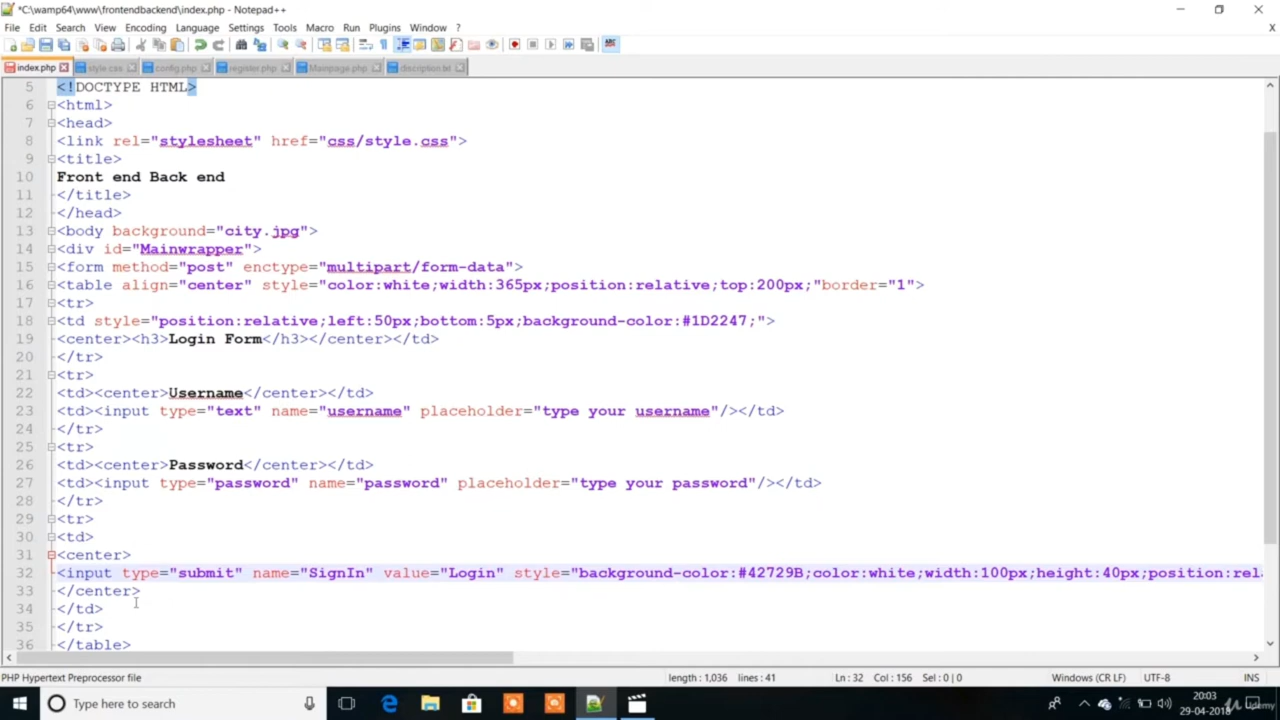 *C:\wamp64\www\frontendbackend\index.php - Notepad++
File Edit Search View Encoding Language Settings Tools Macro Run Plugins Window ? X
index.php style.css config.php register.php Mainpage.php discription.txt
5 <!DOCTYPE HTML>
6 <html>
7 <head>
8 <link rel="stylesheet" href="css/style.css">
9 <title>
10 Front end Back end
11 </title>
12 </head>
13 <body background="city.jpg">
14 <div id="Mainwrapper">
15 <form method="post" enctype="multipart/form-data">
16 <table align="center" style="color:white;width:365px;position:relative;top:200px;"border="1">
17 <tr>
18 <td style="position:relative;left:50px;bottom:5px;background-color:#1D2247;">
19 <center><h3>Login Form</h3></center></td>
20 </tr>
21 <tr>
22 <td><center>Username</center></td>
23 <td><input type="text" name="username" placeholder="type your username"/></td>
24 </tr>
25 <tr>
26 <td><center>Password</center></td>
27 <td><input type="password" name="password" placeholder="type your password"/></td>
28 </tr>
29 <tr>
30 <td>
31 <center>
32 <input type="submit" name="SignIn" value="Login" style="background-color:#42729B;color:white;width:100px;height:40px;position:rel
33 </center>
34 </td>
35 </tr>
36 </table>
PHP Hypertext Preprocessor file length : 1,036 lines : 41 Ln : 32 Col : 156 Sel : 0 | 0 Windows (CR LF) UTF-8 INS
Type here to search 20:03
29-04-2018 Udemy